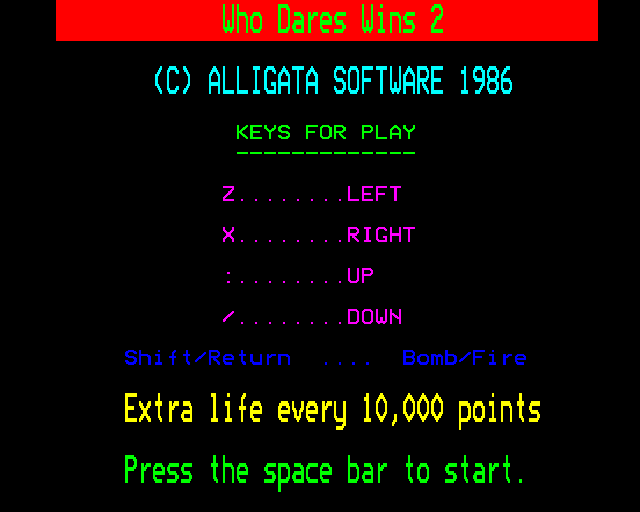 Who Dares Wins 2
(C) ALLIGATA SOFTWARE 1986
KEYS FOR PLAY
-------------
Z........LEFT
X........RIGHT
:........UP
/........DOWN
Shift/Return  ....  Bomb/Fire
Extra life every 10,000 points
Press the space bar to start.